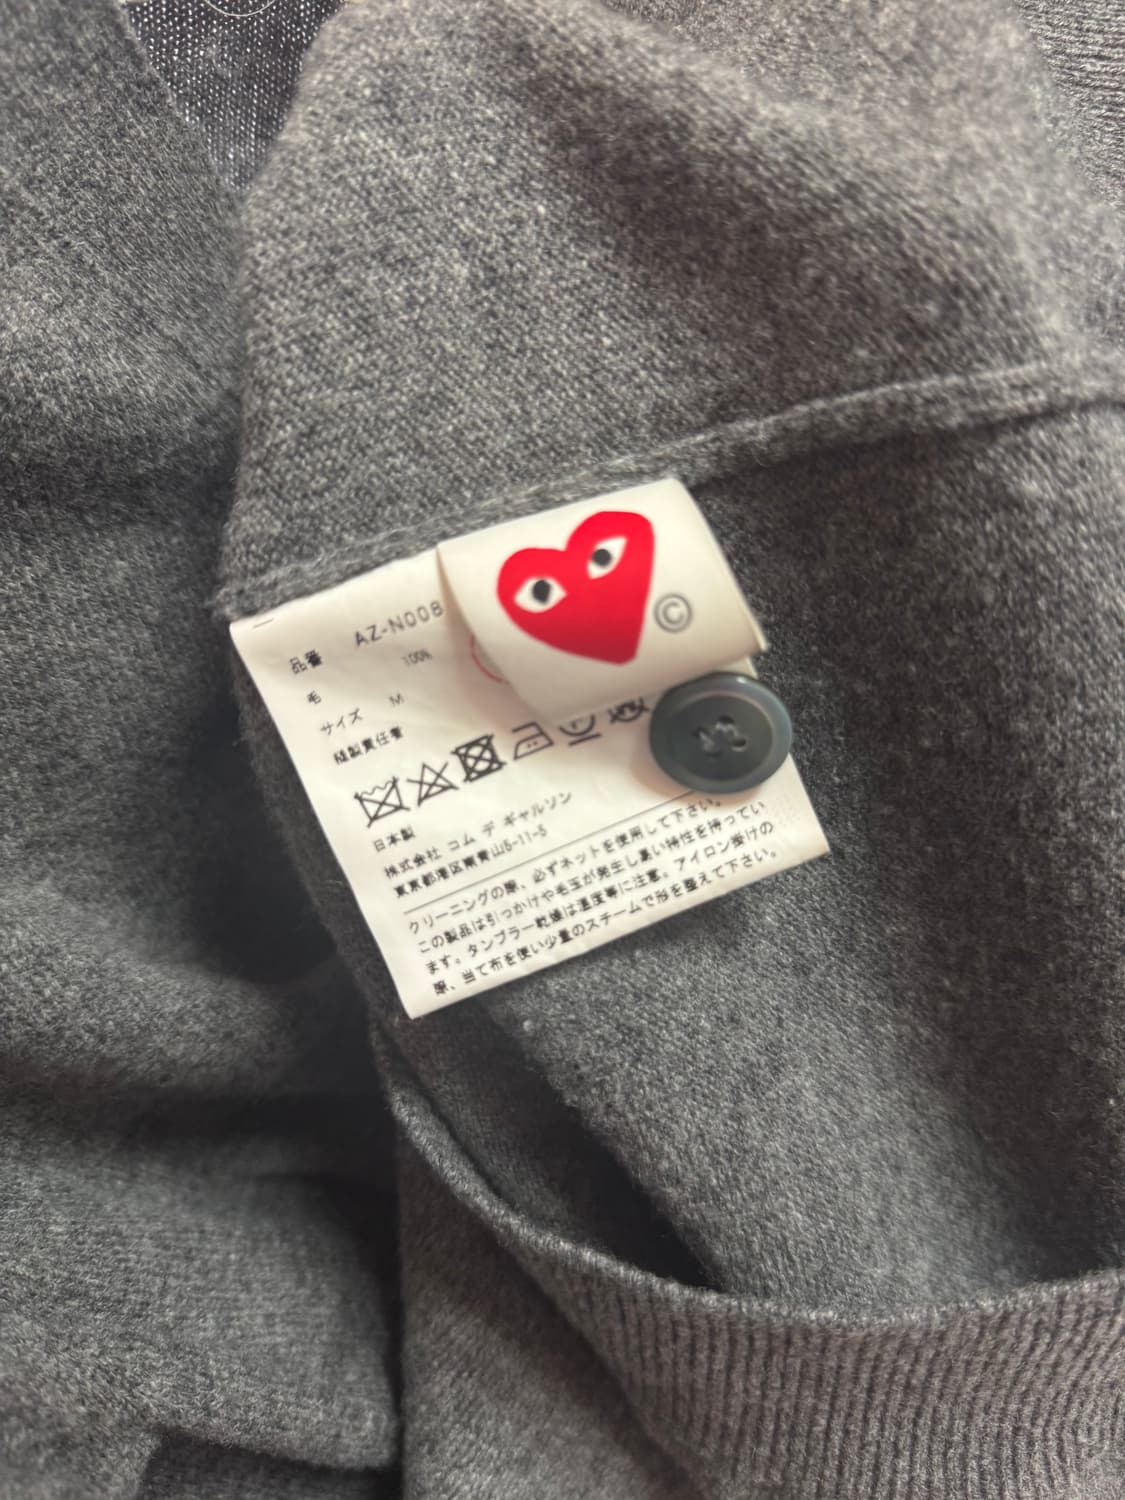 品番 AZ-N008
毛 100%
サイズ M
縫製責任者
日本製
株式会社 コム デ ギャルソン
東京都港区南青山5-11-5
クリーニングの際、必ずネットを使用して下さい。
この製品は引っかけや毛玉が発生し易い特性を持ってい
ます。タンブラー乾燥は温度等に注意。アイロン掛けの
際、当て布を使い少量のスチームで形を整えて下さい。
©